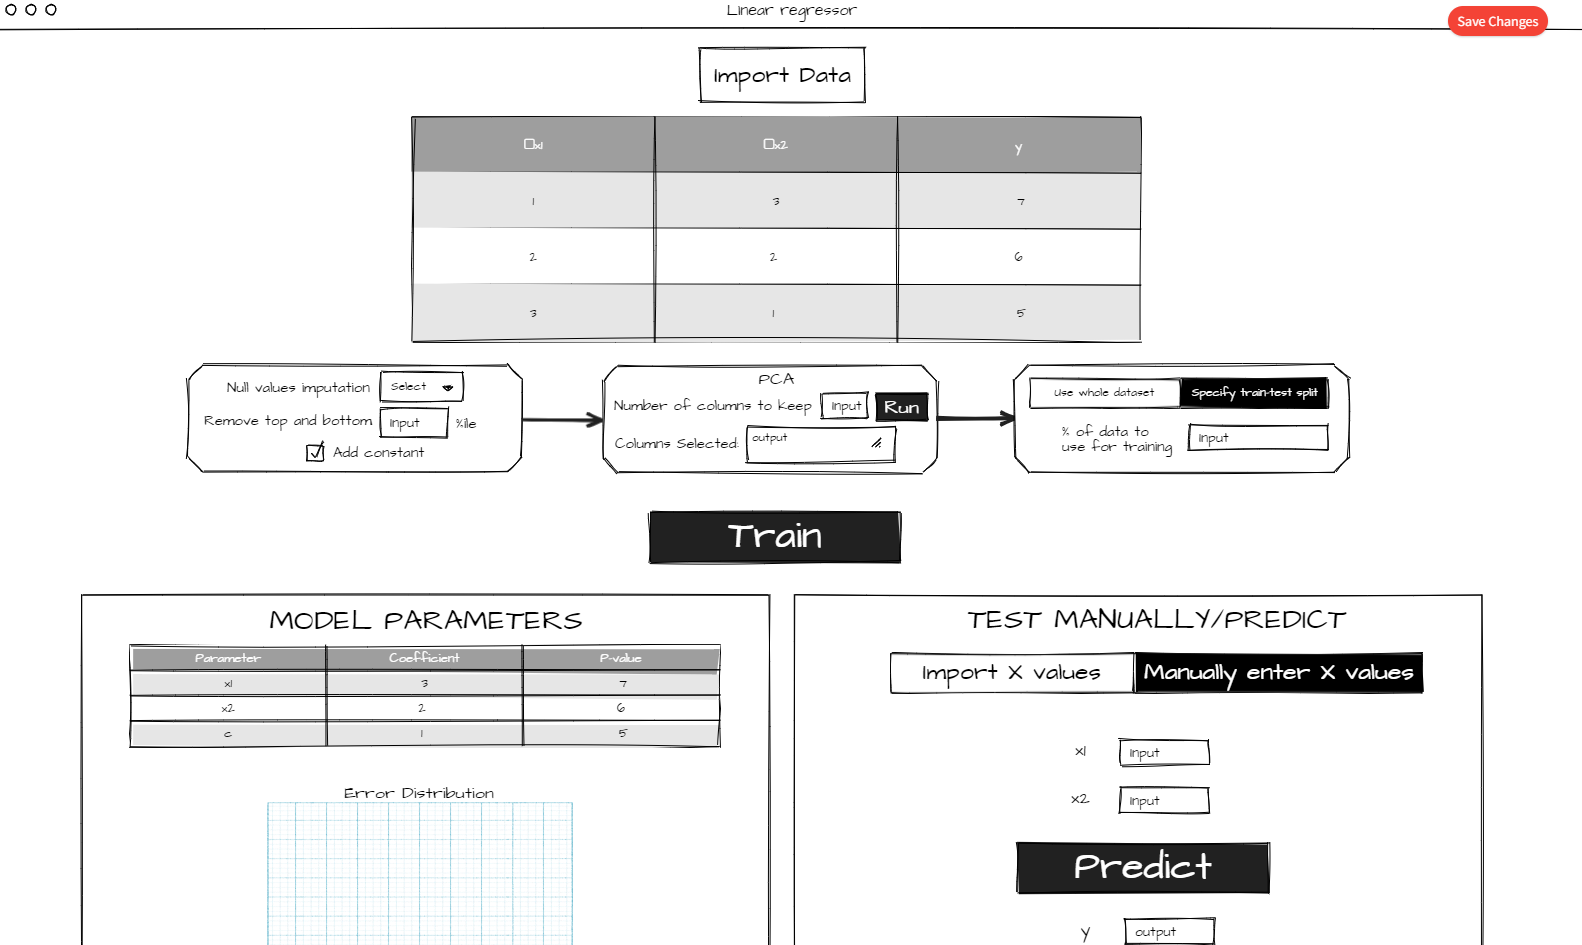 Linear regressor
Save Changes
Import Data
x1 x2 y
1 3 7
2 2 6
3 1 5
Null values imputation Select
Remove top and bottom Input %ile
Add constant
PCA
Number of columns to keep Input Run
Columns Selected: output
Use whole dataset Specify train-test split
% of data to
use for training Input
Train
MODEL PARAMETERS
Parameter Coefficient P-value
x1 3 7
x2 2 6
c 1 5
Error Distribution
TEST MANUALLY/PREDICT
Import X values Manually enter X values
x1 Input
x2 Input
Predict
y output